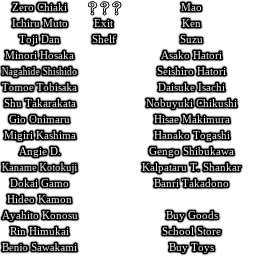 Zero Chiaki ??? Mao
Ichiru Muto Exit Ken
Toji Dan Shelf Suzu
Minori Hosaka Asako Hatori
Nagahide Shishido Seishiro Hatori
Tomoe Tobisaka Daisuke Isachi
Shu Takarakata Nobuyuki Chikushi
Gio Onimaru Hisae Makimura
Migiri Kashima Hanako Togashi
Angie D. Gengo Shibukawa
Kaname Kotokuji Kalpataru T. Shankar
Dokai Gamo Banri Takadono
Hideo Kamon
Ayahito Konosu Buy Goods
Rin Himukai School Store
Benio Sawakami Buy Toys